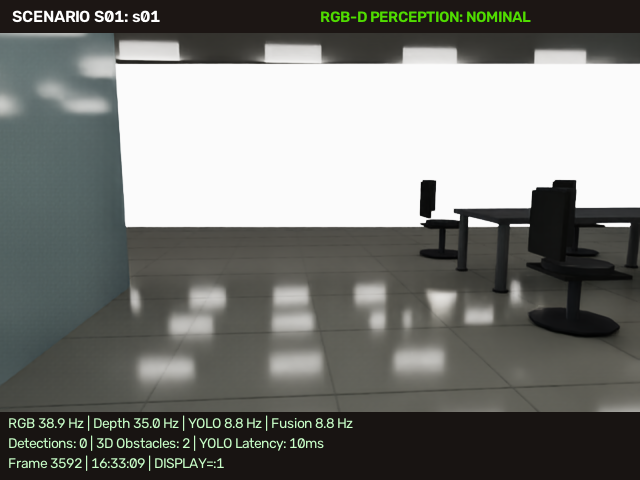 SCENARIO S01: s01
RGB-D PERCEPTION: NOMINAL
RGB 38.9 Hz | Depth 35.0 Hz | YOLO 8.8 Hz | Fusion 8.8 Hz
Detections: 0 | 3D Obstacles: 2 | YOLO Latency: 10ms
Frame 3592 | 16:33:09 | DISPLAY=:1